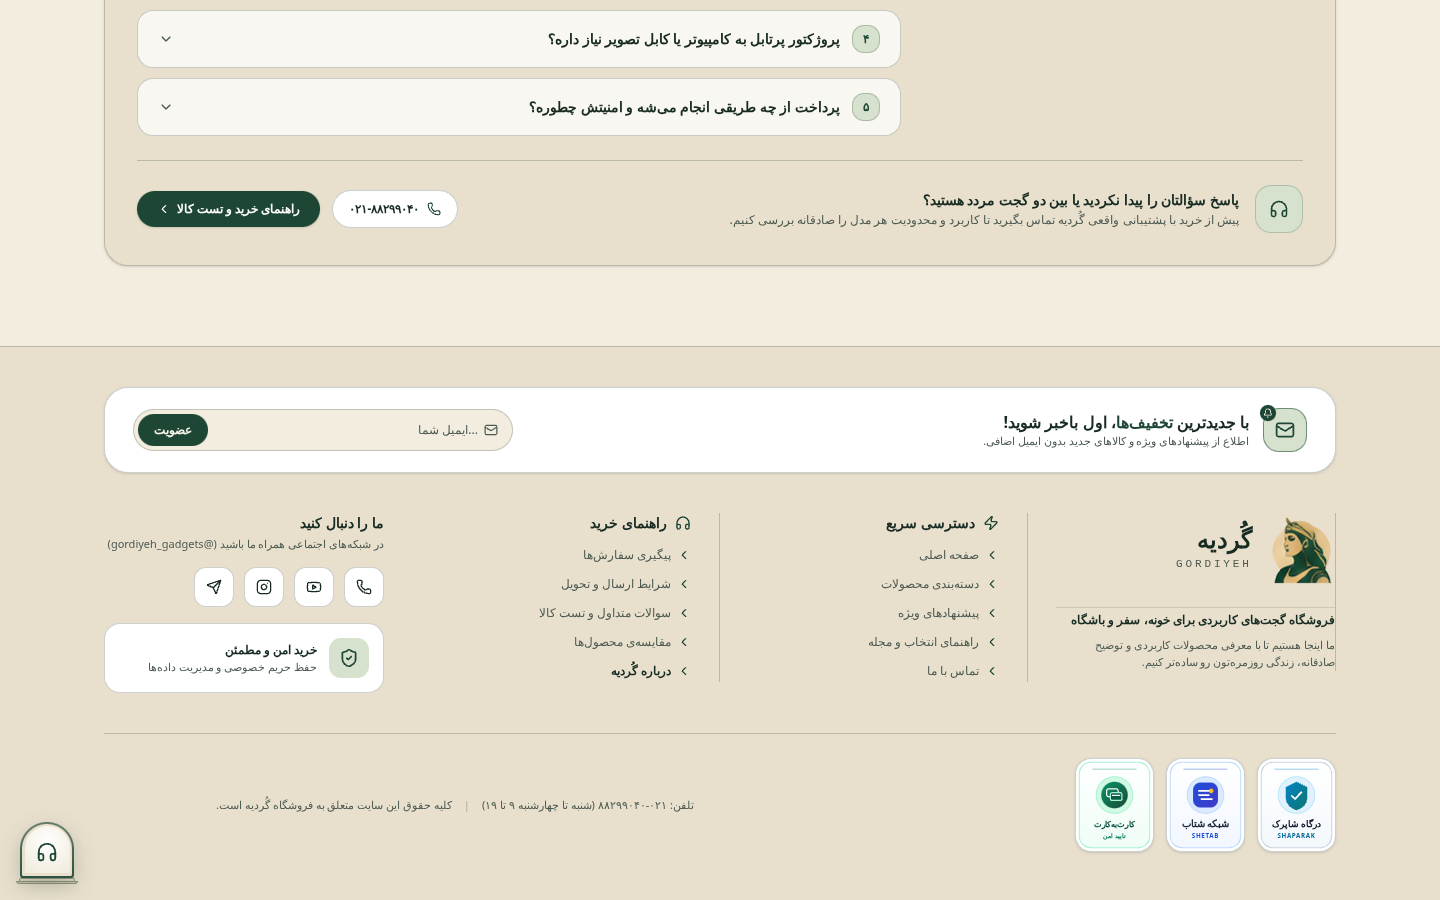 ۴
پروژکتور پرتابل به کامپیوتر یا کابل تصویر نیاز داره؟
۵
پرداخت از چه طریقی انجام می‌شه و امنیتش چطوره؟
پاسخ سؤالتان را پیدا نکردید یا بین دو گجت مردد هستید؟
پیش از خرید با پشتیبانی واقعی گُردیه تماس بگیرید تا کاربرد و محدودیت هر مدل را صادقانه بررسی کنیم.
۰۲۱-۸۸۲۹۹۰۴۰
راهنمای خرید و تست کالا
با جدیدترین تخفیف‌ها، اول باخبر شوید!
اطلاع از پیشنهادهای ویژه و کالاهای جدید بدون ایمیل اضافی.
ایمیل شما...
عضویت
گُردیه
GORDIYEH
فروشگاه گجت‌های کاربردی برای خونه، سفر و باشگاه
ما اینجا هستیم تا با معرفی محصولات کاربردی و توضیح
صادقانه، زندگی روزمره‌تون رو ساده‌تر کنیم.
دسترسی سریع
صفحه اصلی
دسته‌بندی محصولات
پیشنهادهای ویژه
راهنمای انتخاب و مجله
تماس با ما
راهنمای خرید
پیگیری سفارش‌ها
شرایط ارسال و تحویل
سوالات متداول و تست کالا
مقایسه‌ی محصول‌ها
درباره گُردیه
ما را دنبال کنید
در شبکه‌های اجتماعی همراه ما باشید (@gordiyeh_gadgets)
خرید امن و مطمئن
حفظ حریم خصوصی و مدیریت داده‌ها
درگاه شاپرک
SHAPARAK
شبکه شتاب
SHETAB
کارت‌به‌کارت
تایید امن
تلفن: ۰۲۱-۸۸۲۹۹۰۴۰ (شنبه تا چهارشنبه ۹ تا ۱۹) | کلیه حقوق این سایت متعلق به فروشگاه گُردیه است.